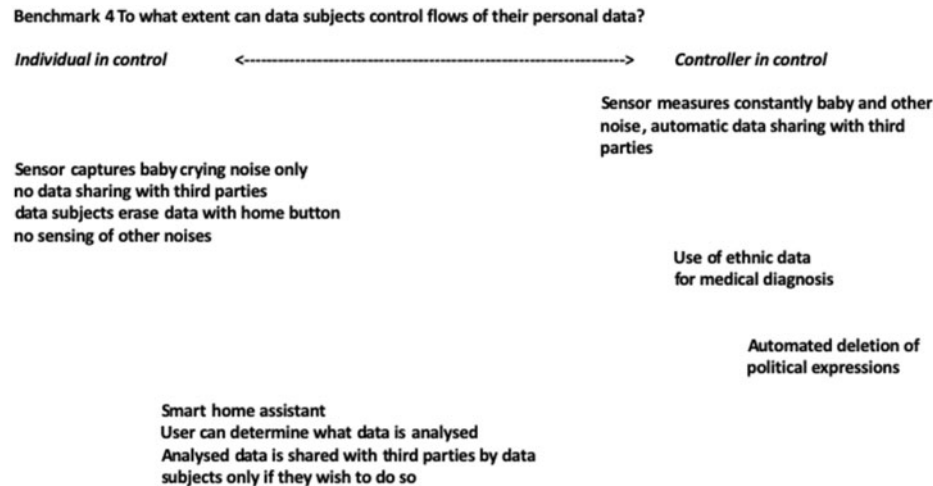 Benchmark 4 To what extent can data subjects control flows of their personal data?
Individual in control <---------------------------------------------------------------------> Controller in control
Sensor measures constantly baby and other
noise, automatic data sharing with third
parties
Sensor captures baby crying noise only
no data sharing with third parties
data subjects erase data with home button
no sensing of other noises
Use of ethnic data
for medical diagnosis
Automated deletion of
political expressions
Smart home assistant
User can determine what data is analysed
Analysed data is shared with third parties by data
subjects only if they wish to do so